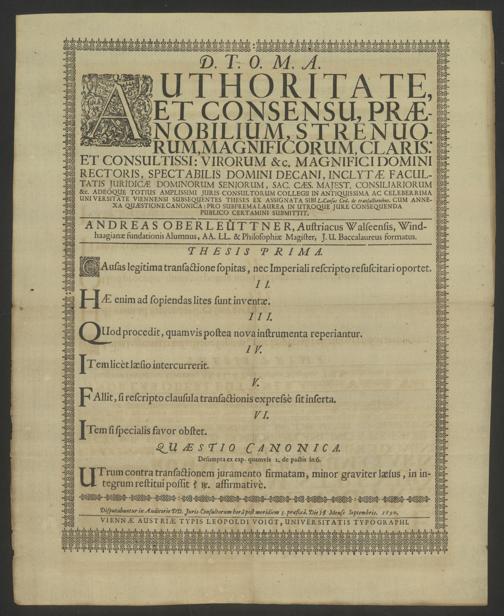 D. T. O. M. A.
AUTHORITATE,
ET CONSENSU, PRÆ-
NOBILIUM, STRENUO-
RUM, MAGNIFICORUM, CLARIS:
ET CONSULTISSI: VIRORUM &c. MAGNIFICI DOMINI
RECTORIS, SPECTABILIS DOMINI DECANI, INCLYTÆ FACUL-
TATIS JURIDICÆ DOMINORUM SENIORUM, SAC. CÆS. MAJEST. CONSILIARIORUM
&c. ADEÒQUE TOTIUS AMPLISSIMI JURIS CONSULTORUM COLLEGII IN ANTIQUISSIMA AC CELEBERRIMA
UNIVERSITATE VIENNENSI SUBSEQUENTES THESES EX ASSIGNATA SIBI L. Causas Cod. de transactionibus. CUM ANNE-
XA QUÆSTIONE CANONICA: PRO SUPREMA LAUREA IN UTROQUE JURE CONSEQUENDA
PUBLICO CERTAMINI SUBMITTIT.
ANDREAS OBERLEÜTTNER, Austriacus Walseensis, Wind-
haagianæ fundationis Alumnus, AA. LL. & Philosophiæ Magister, J. U. Baccalaureus formatus.
THESIS PRIMA.
CAusas legitima transactione sopitas, nec Imperiali rescripto resuscitari oportet.
II.
HÆ enim ad sopiendas lites sunt inventæ.
III.
QUod procedit, quamvis postea nova instrumenta reperiantur.
IV.
ITem licèt læsio intercurrerit.
V.
FAllit, si rescripto clausula transactionis expressè sit inserta.
VI.
ITem si specialis favor obstet.
QUÆSTIO CANONICA.
Desumpta ex cap. quamvis 2. de pactis in 6.
UTrum contra transactionem juramento firmatam, minor graviter læsus, in in-
tegrum restitui possit? affirmativè.
Disputabuntur in Auditorio DD. Juris Consultorum horâ post meridiem 3. præfixâ. Die Mense Septembris. 1690.
VIENNÆ AUSTRIÆ TYPIS LEOPOLDI VOIGT, UNIVERSITATIS TYPOGRAPHI.